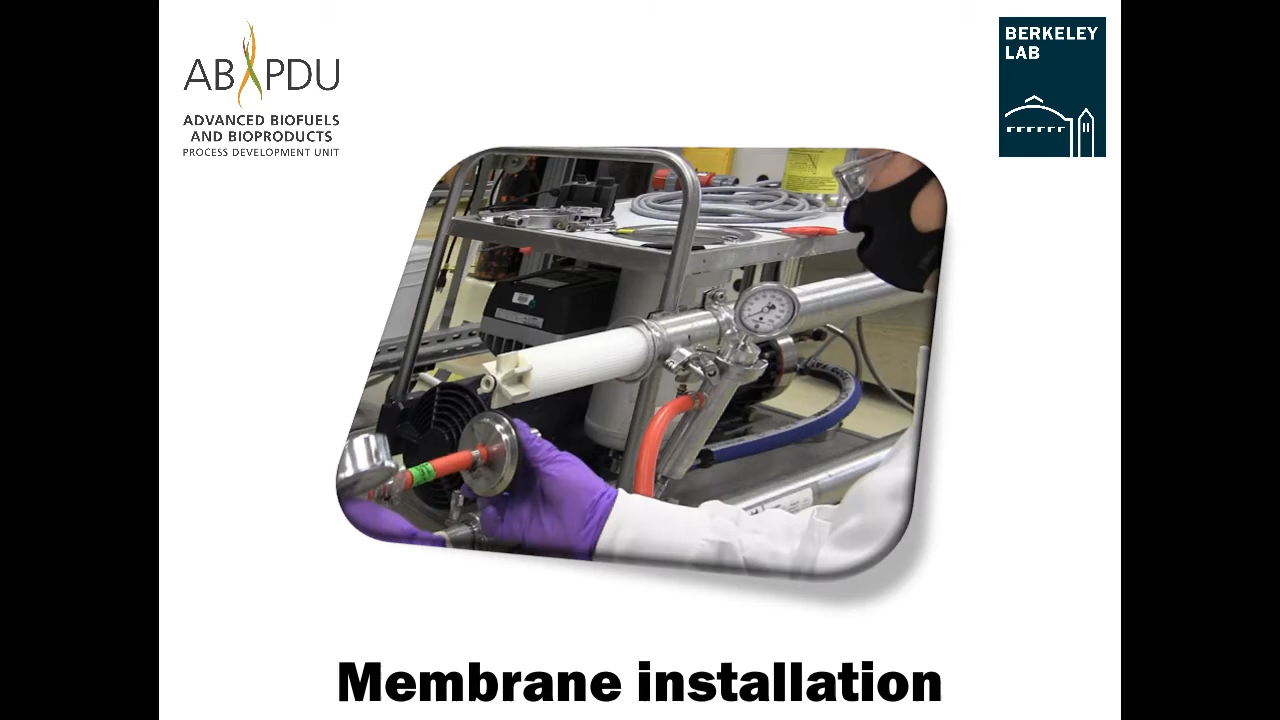 ABPDU
ADVANCED BIOFUELS
AND BIOPRODUCTS
PROCESS DEVELOPMENT UNIT
BERKELEY
LAB
Membrane installation